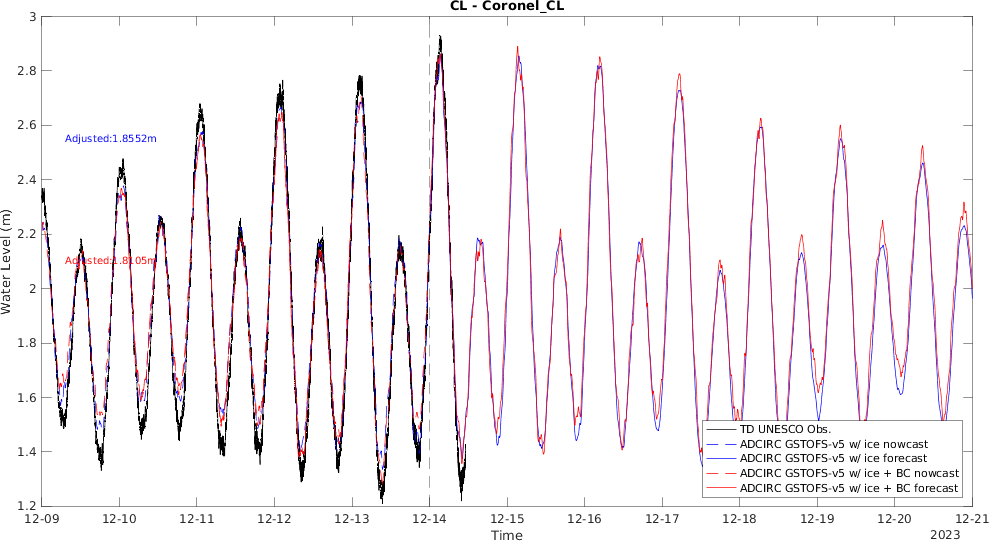 CL - Coronel_CL
3
2.8
2.6
2.4
2.2
2
1.8
1.6
1.4
1.2
Water Level (m)
Adjusted:1.8552m
Adjusted:1.8105m
TD UNESCO Obs.
ADCIRC GSTOFS-v5 w/ ice nowcast
ADCIRC GSTOFS-v5 w/ ice forecast
ADCIRC GSTOFS-v5 w/ ice + BC nowcast
ADCIRC GSTOFS-v5 w/ ice + BC forecast
12-09 12-10 12-11 12-12 12-13 12-14 12-15 12-16 12-17 12-18 12-19 12-20 12-21
Time
2023